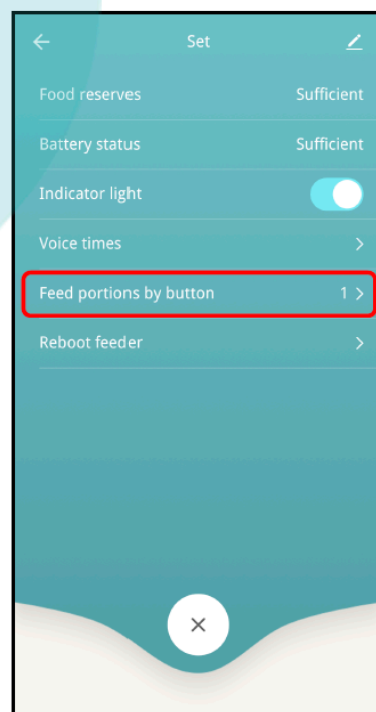 Set
Food reserves Sufficient
Battery status Sufficient
Indicator light
Voice times
Feed portions by button 1
Reboot feeder